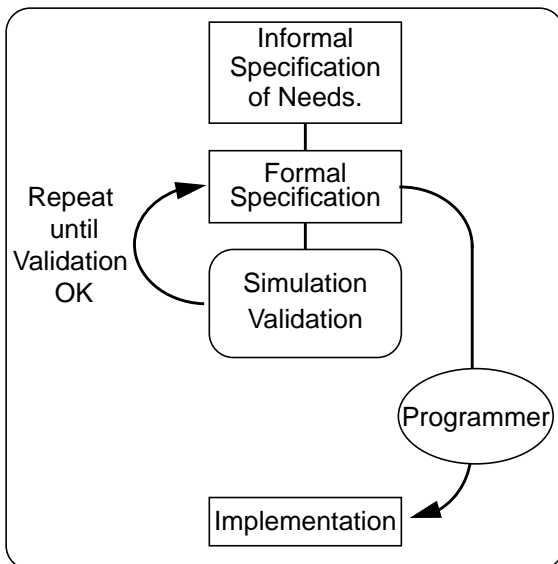 Informal
Specification
of Needs.
Formal
Specification
Repeat
until
Validation
OK
Simulation
Validation
Programmer
Implementation